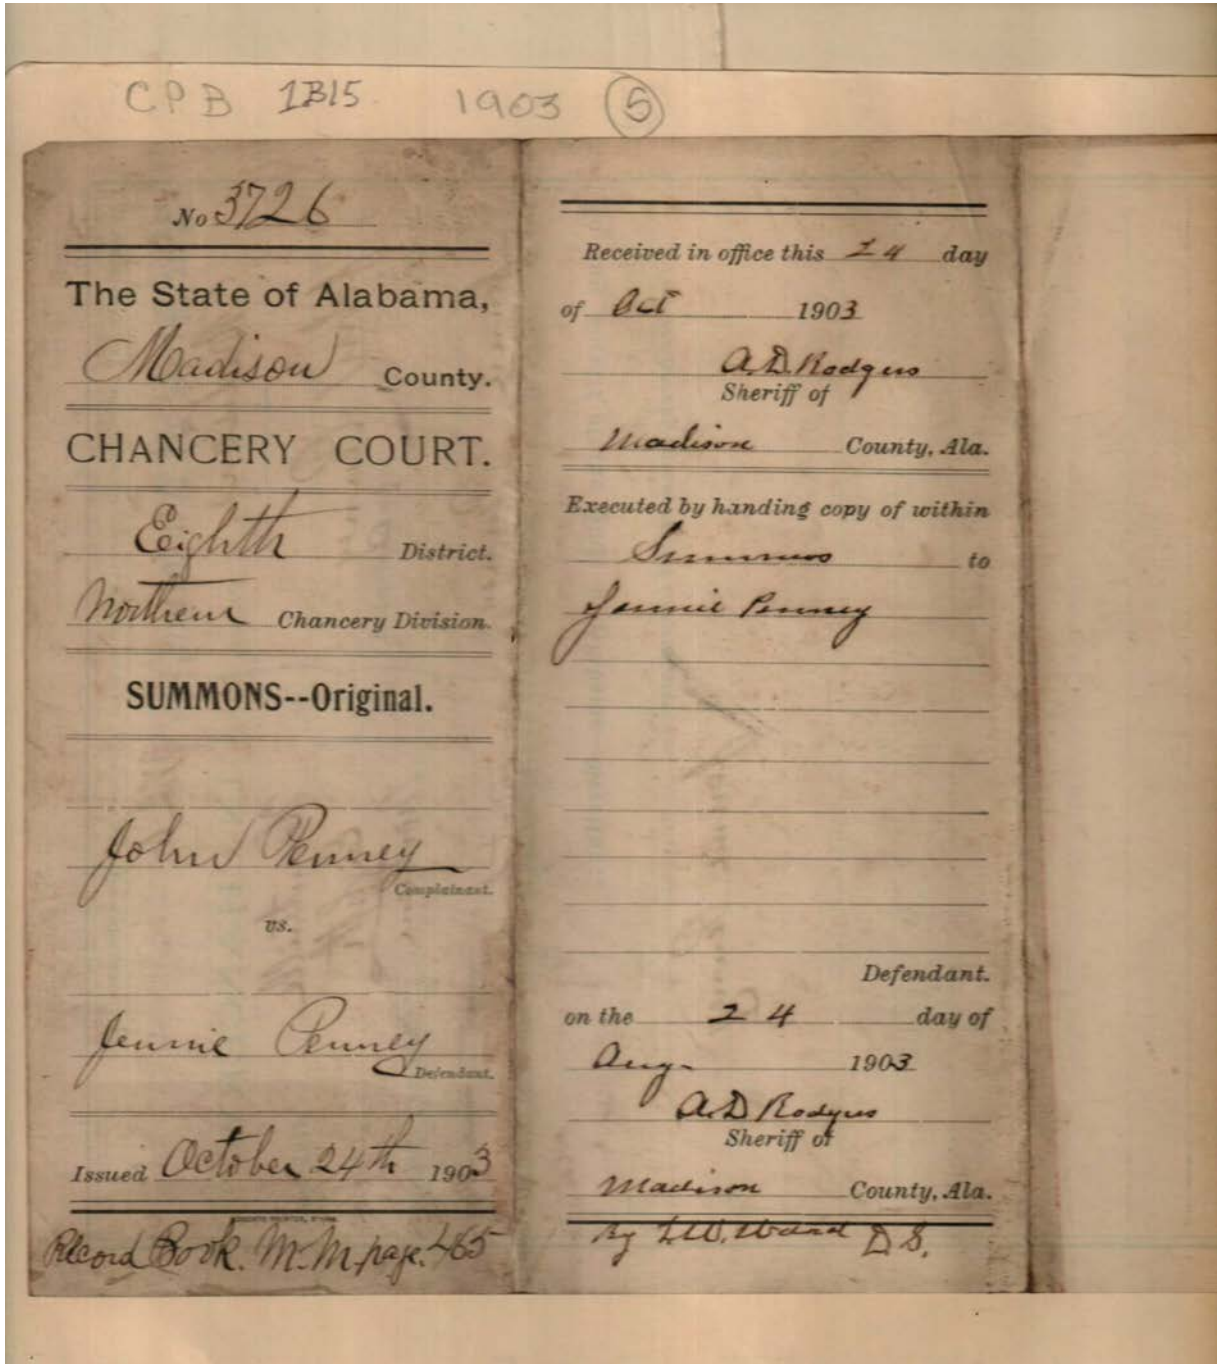 CPB 1B15 1903 5
No 3726
The State of Alabama,
Madison County.
CHANCERY COURT.
Eighth District.
Northern Chancery Division.
SUMMONS--Original.
John Penney
Complainant.
vs.
Jennie Penney
Defendant.
Issued October 24th 1903
Record Book. M.M. page. 465
Received in office this 24 day
of Oct 1903
A.D. Rodgers
Sheriff of
Madison County, Ala.
Executed by handing copy of within
Summons to
Jennie Penney
Defendant.
on the 24 day of
Aug. 1903
A.D Rodgers
Sheriff of
Madison County, Ala.
By Ward D.S.